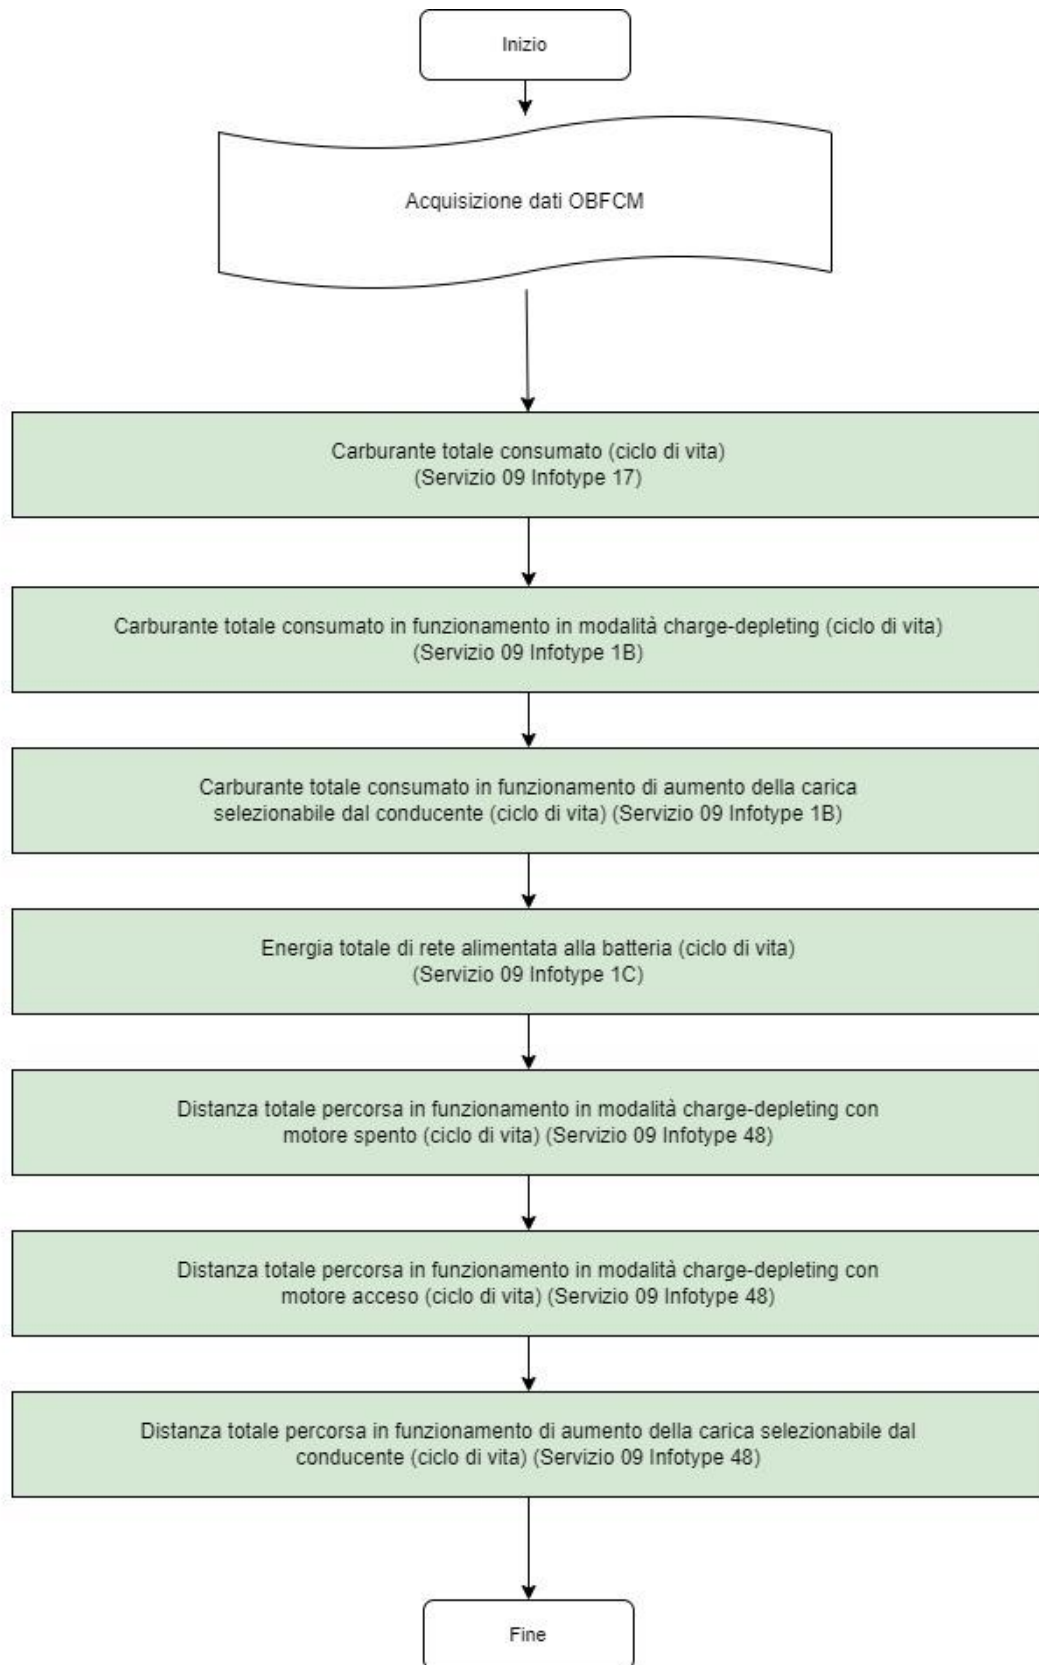 Inizio
Acquisizione dati OBFCM
Carburante totale consumato (ciclo di vita)
(Servizio 09 Infotype 17)
Carburante totale consumato in funzionamento in modalità charge-depleting (ciclo di vita)
(Servizio 09 Infotype 1B)
Carburante totale consumato in funzionamento di aumento della carica
selezionabile dal conducente (ciclo di vita) (Servizio 09 Infotype 1B)
Energia totale di rete alimentata alla batteria (ciclo di vita)
(Servizio 09 Infotype 1C)
Distanza totale percorsa in funzionamento in modalità charge-depleting con
motore spento (ciclo di vita) (Servizio 09 Infotype 48)
Distanza totale percorsa in funzionamento in modalità charge-depleting con
motore acceso (ciclo di vita) (Servizio 09 Infotype 48)
Distanza totale percorsa in funzionamento di aumento della carica selezionabile dal
conducente (ciclo di vita) (Servizio 09 Infotype 48)
Fine